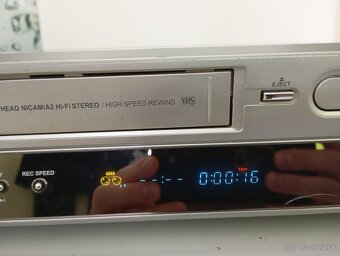 EJECT
HEAD NICAM/A2 Hi-Fi STEREO / HIGH SPEED REWIND VHS
REC SPEED
--:-- 0:00:16